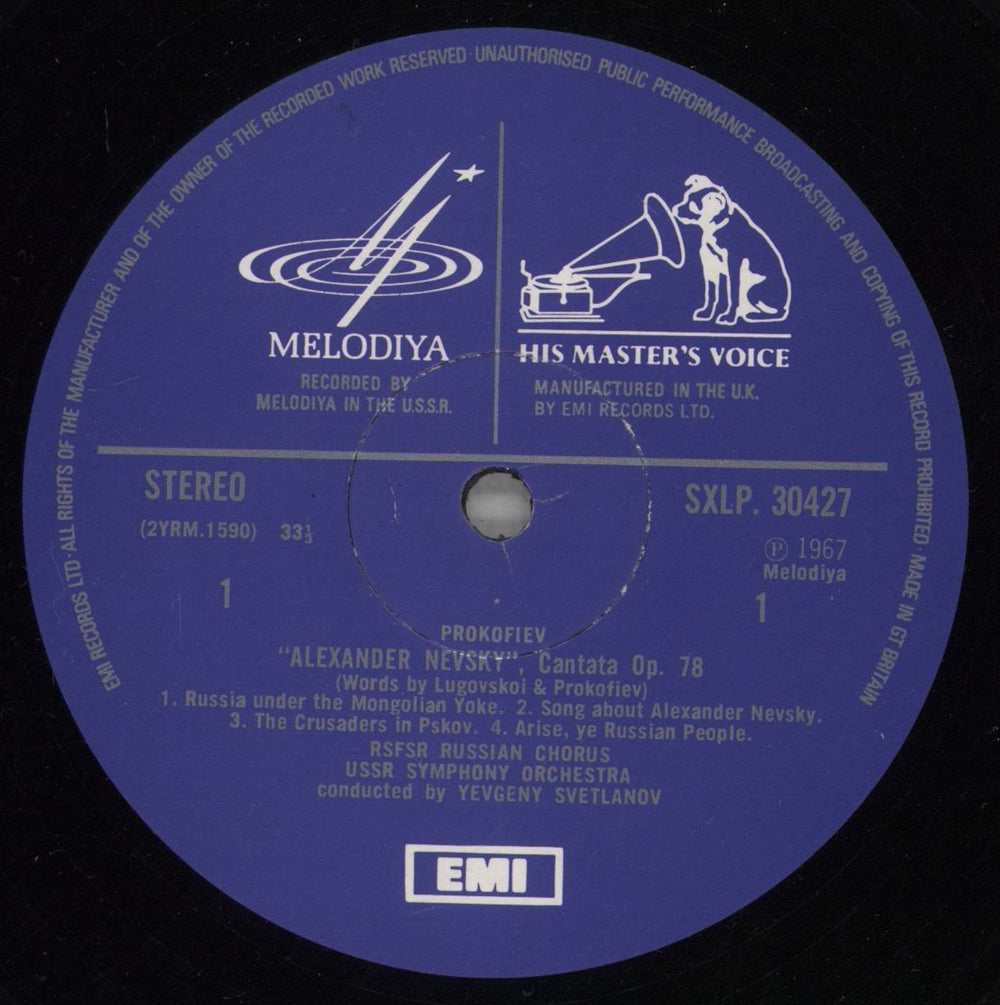 EMI RECORDS LTD · ALL RIGHTS OF THE MANUFACTURER AND OF THE OWNER OF THE RECORDED WORK RESERVED · UNAUTHORISED PUBLIC PERFORMANCE BROADCASTING AND COPYING OF THIS RECORD PROHIBITED · MADE IN GT BRITAIN
MELODIYA
RECORDED BY
MELODIYA IN THE U.S.S.R.
HIS MASTER'S VOICE
MANUFACTURED IN THE U.K.
BY EMI RECORDS LTD.
STEREO
(2YRM.1590) 33⅓
1
SXLP. 30427
Ⓟ 1967
Melodiya
1
PROKOFIEV
"ALEXANDER NEVSKY", Cantata Op. 78
(Words by Lugovskoi & Prokofiev)
1. Russia under the Mongolian Yoke. 2. Song about Alexander Nevsky.
3. The Crusaders in Pskov. 4. Arise, ye Russian People.
RSFSR RUSSIAN CHORUS
USSR SYMPHONY ORCHESTRA
conducted by YEVGENY SVETLANOV
EMI